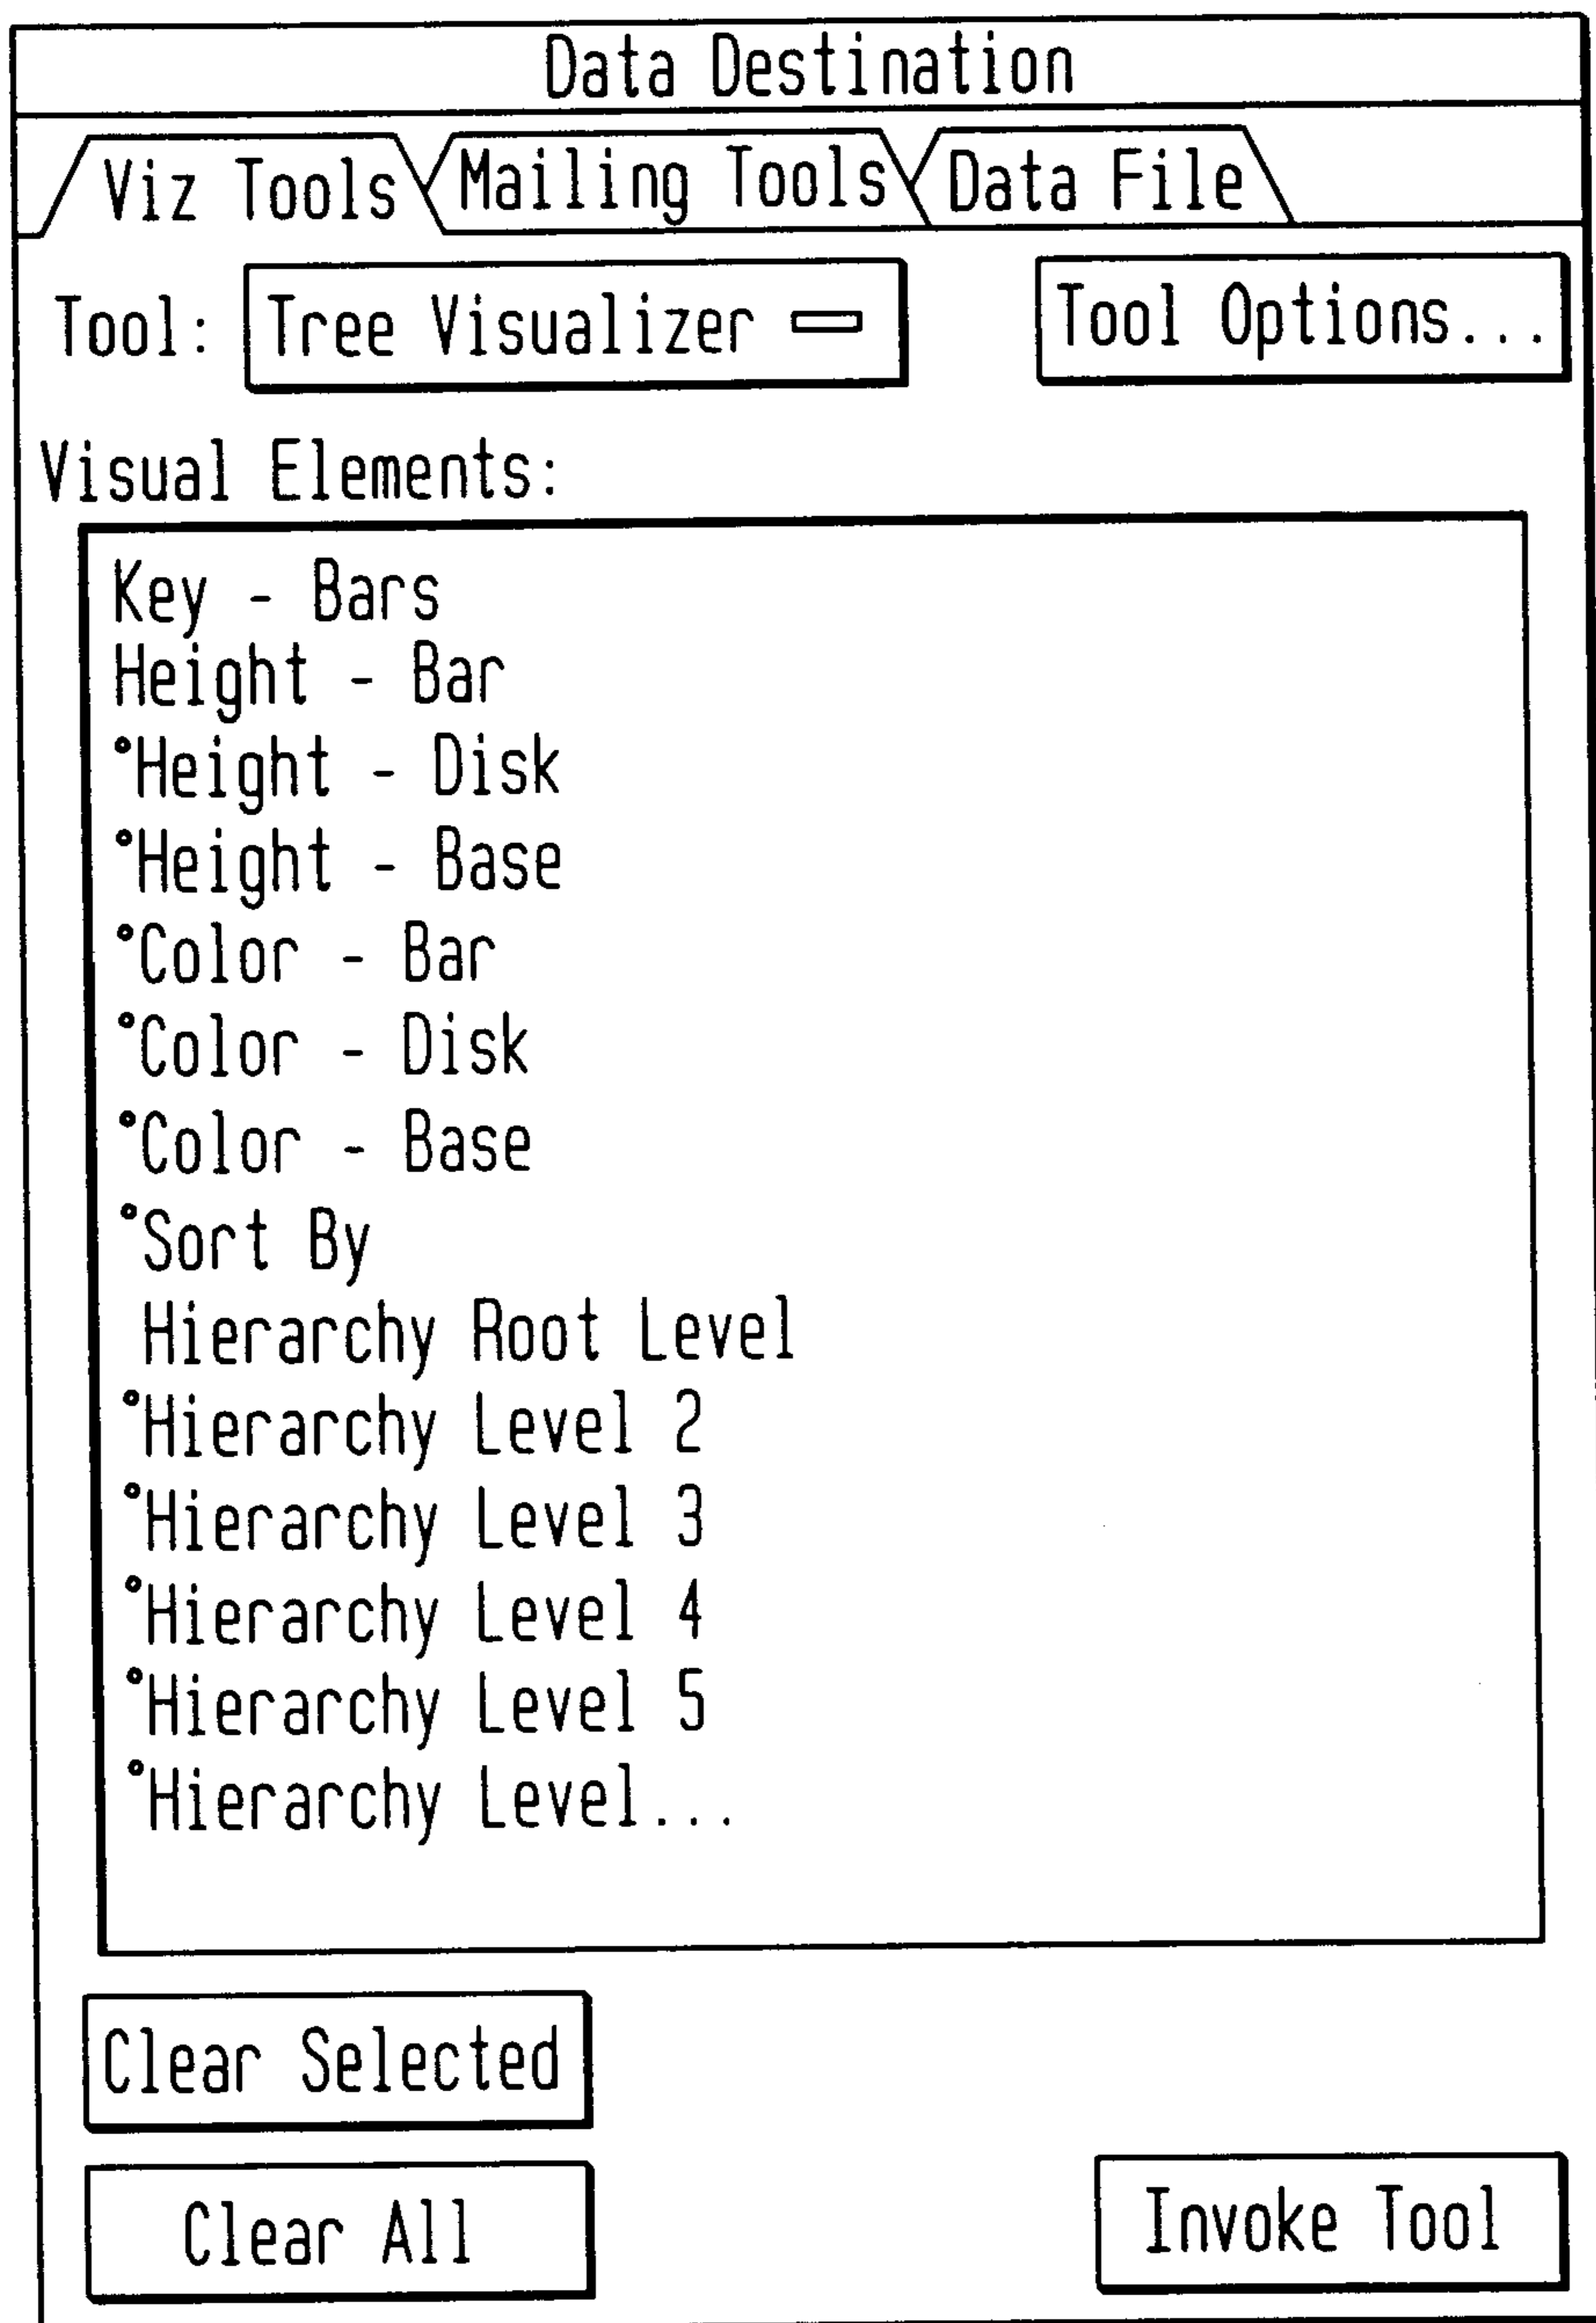 Data Destination
Viz Tools Mailing Tools Data File
Tool: Tree Visualizer Tool Options...
Visual Elements:
Key - Bars
Height - Bar
°Height - Disk
°Height - Base
°Color - Bar
°Color - Disk
°Color - Base
°Sort By
Hierarchy Root Level
°Hierarchy Level 2
°Hierarchy Level 3
°Hierarchy Level 4
°Hierarchy Level 5
°Hierarchy Level...
Clear Selected
Clear All Invoke Tool